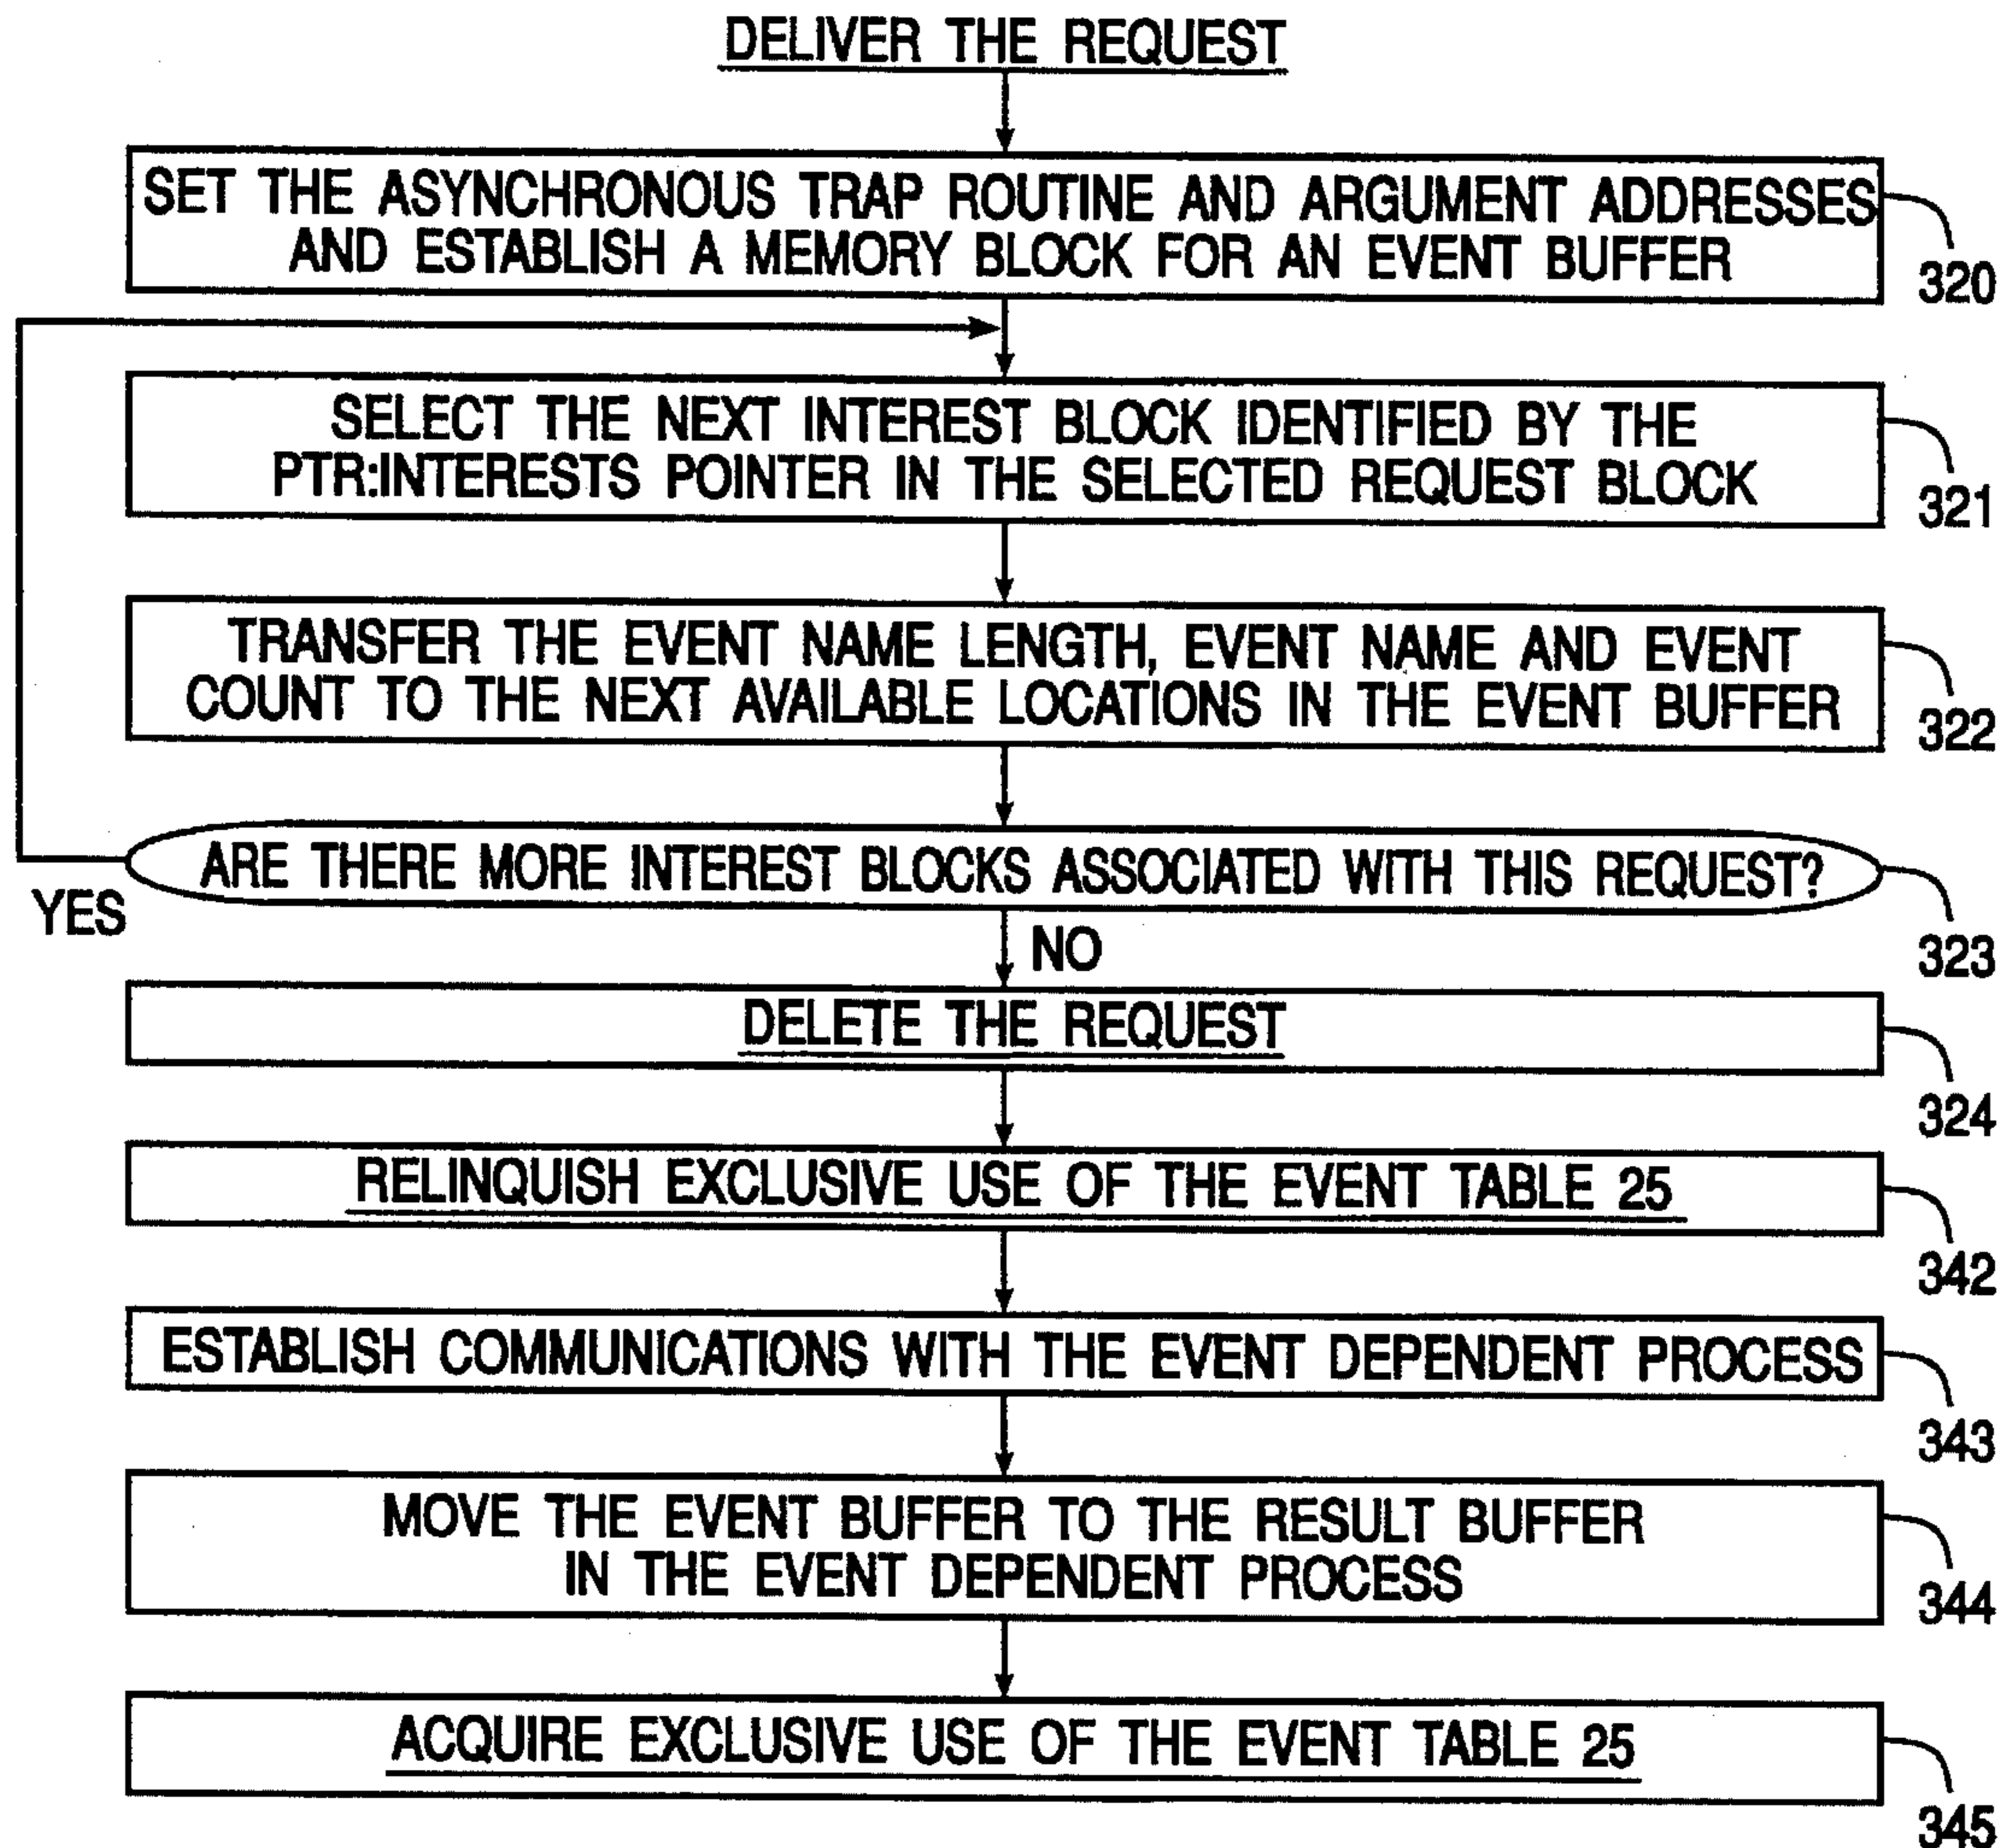 DELIVER THE REQUEST
SET THE ASYNCHRONOUS TRAP ROUTINE AND ARGUMENT ADDRESSES
AND ESTABLISH A MEMORY BLOCK FOR AN EVENT BUFFER
320
SELECT THE NEXT INTEREST BLOCK IDENTIFIED BY THE
PTR:INTERESTS POINTER IN THE SELECTED REQUEST BLOCK
321
TRANSFER THE EVENT NAME LENGTH, EVENT NAME AND EVENT
COUNT TO THE NEXT AVAILABLE LOCATIONS IN THE EVENT BUFFER
322
ARE THERE MORE INTEREST BLOCKS ASSOCIATED WITH THIS REQUEST?
YES
NO
323
DELETE THE REQUEST
324
RELINQUISH EXCLUSIVE USE OF THE EVENT TABLE 25
342
ESTABLISH COMMUNICATIONS WITH THE EVENT DEPENDENT PROCESS
343
MOVE THE EVENT BUFFER TO THE RESULT BUFFER
IN THE EVENT DEPENDENT PROCESS
344
ACQUIRE EXCLUSIVE USE OF THE EVENT TABLE 25
345